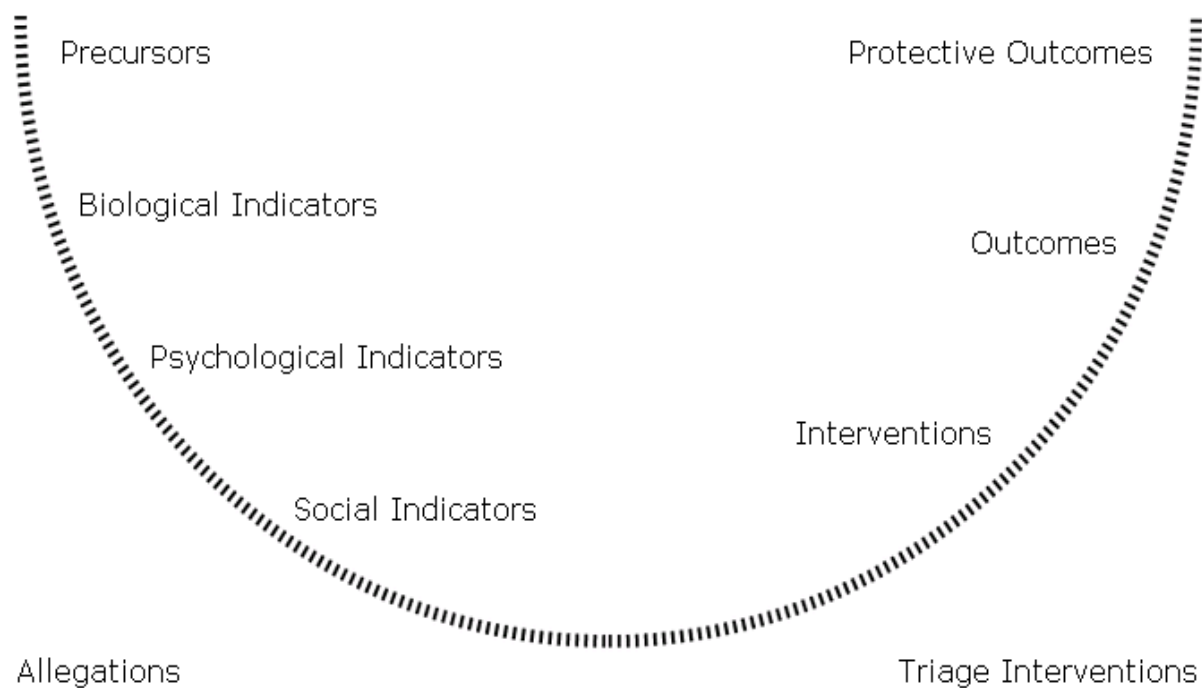 Precursors
Protective Outcomes
Biological Indicators
Outcomes
Psychological Indicators
Interventions
Social Indicators
Allegations
Triage Interventions